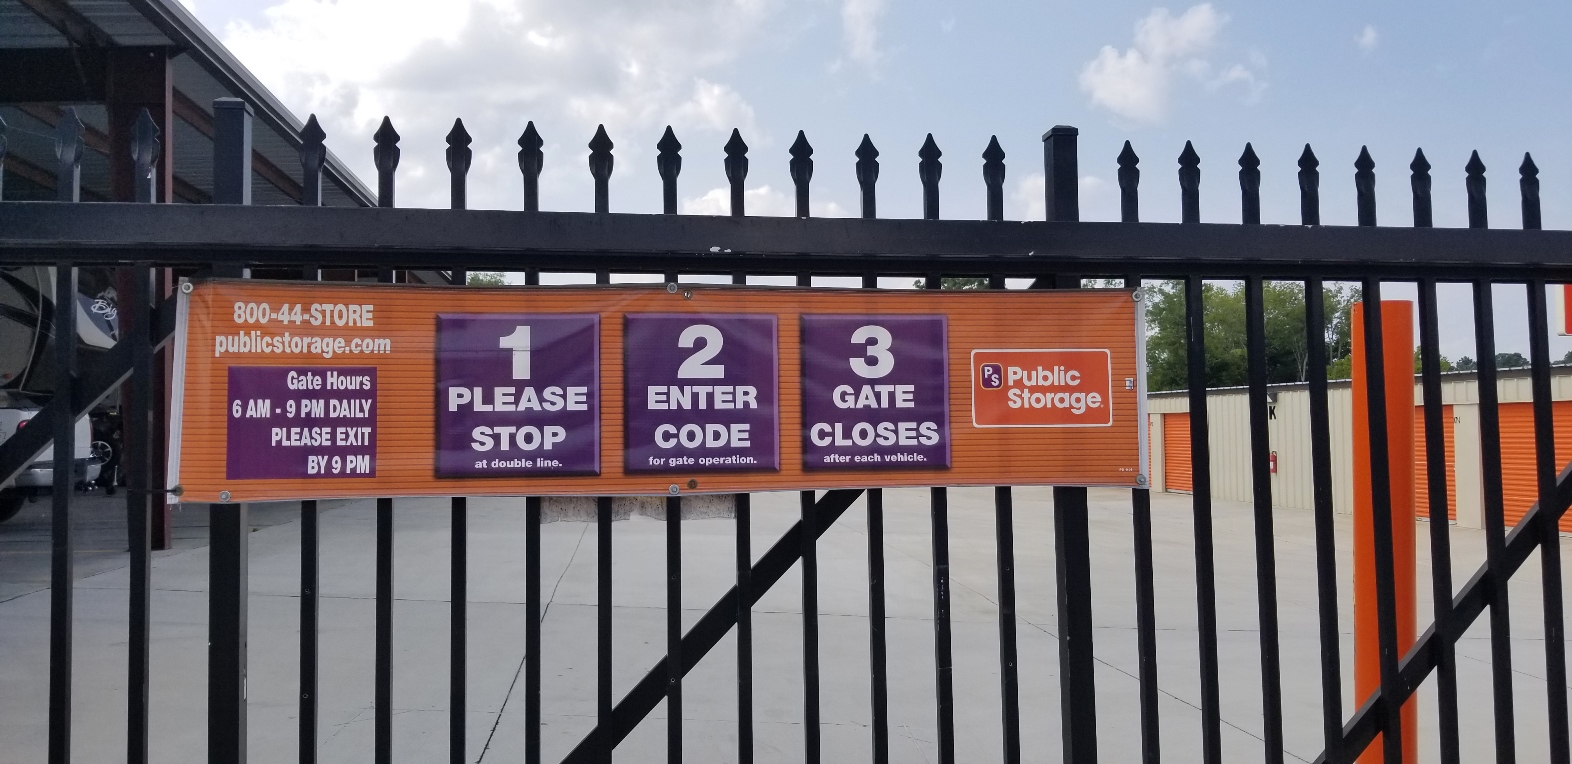 800-44-STORE
publicstorage.com
Gate Hours
6 AM - 9 PM DAILY
PLEASE EXIT
BY 9 PM
1
PLEASE
STOP
at double line.
2
ENTER
CODE
for gate operation.
3
GATE
CLOSES
after each vehicle.
PS
Public
Storage
K